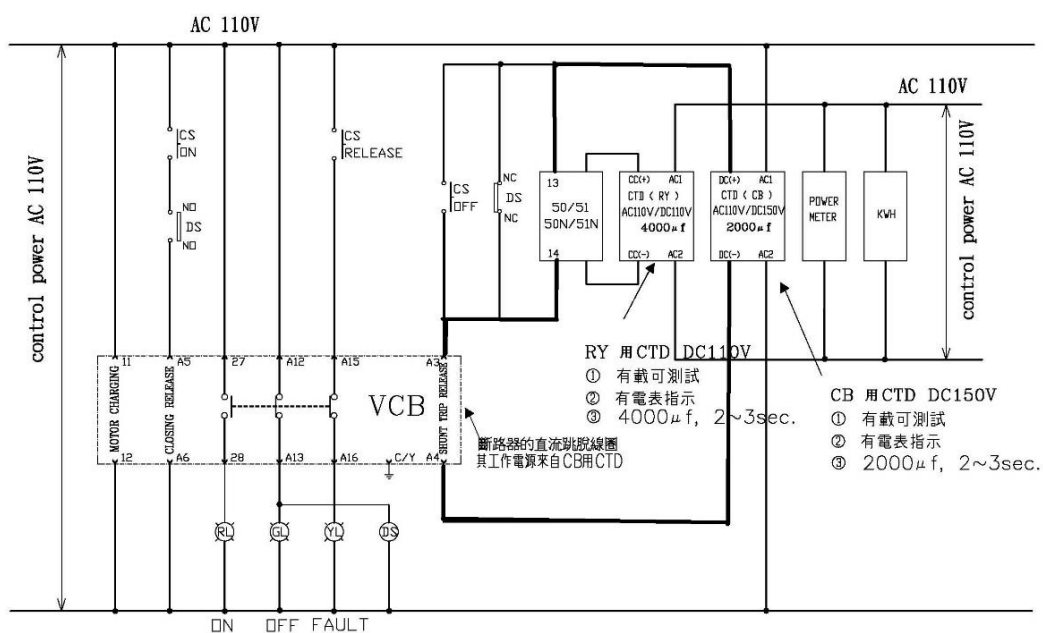 AC 110V
AC 110V
control power AC 110V
control power AC 110V
CS
ON
NO
DS
NO
CS
RELEASE
CS
OFF
NC
DS
NC
13
50/51
50N/51N
14
CC(+) AC1
CTD ( RY )
AC110V/DC110V
4000μf
CC(-) AC2
DC(+) AC1
CTD ( CB )
AC110V/DC150V
2000μf
DC(-) AC2
POWER
METER
KWH
RY 用CTD DC110V
① 有載可測試
② 有電表指示
③ 4000μf, 2~3sec.
CB 用CTD DC150V
① 有載可測試
② 有電表指示
③ 2000μf, 2~3sec.
11 A5 27 A12 A15 A3
MOTOR CHARGING
CLOSING RELEASE
VCB
SHUNT TRIP RELEASE
12 A6 28 A13 A16 C/Y A4
斷路器的直流跳脫線圈
其工作電源來自CB用CTD
RL GL YL DS
ON OFF FAULT